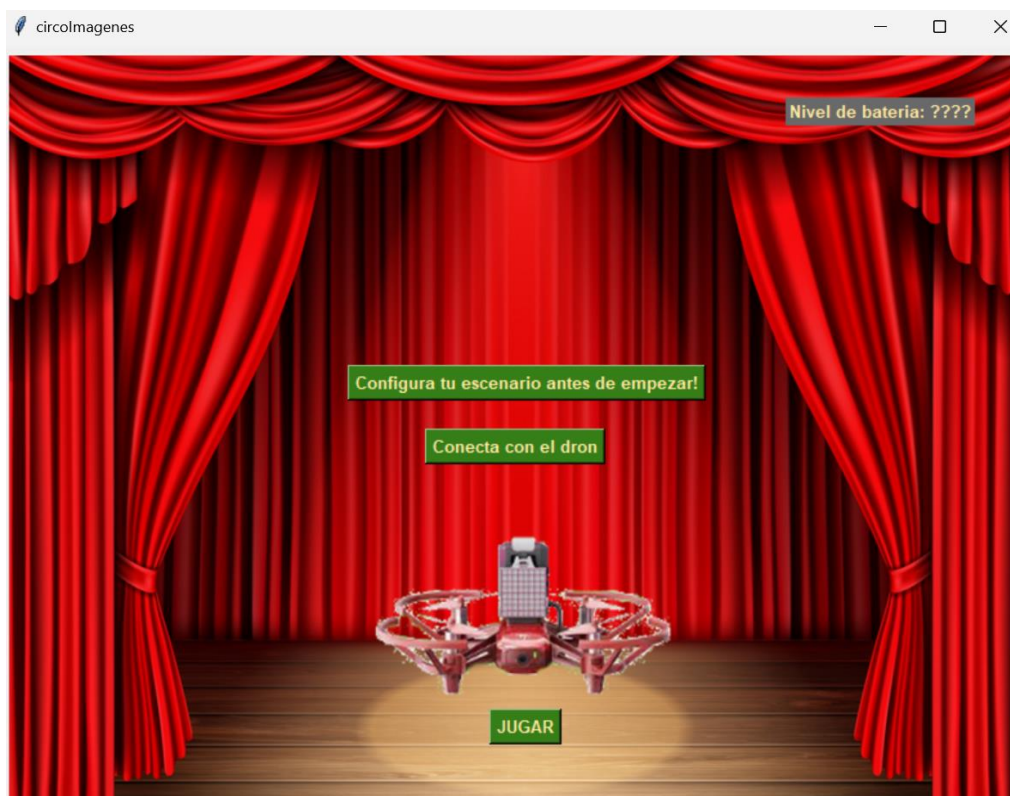 circoImagenes
Nivel de bateria: ????
Configura tu escenario antes de empezar!
Conecta con el dron
JUGAR